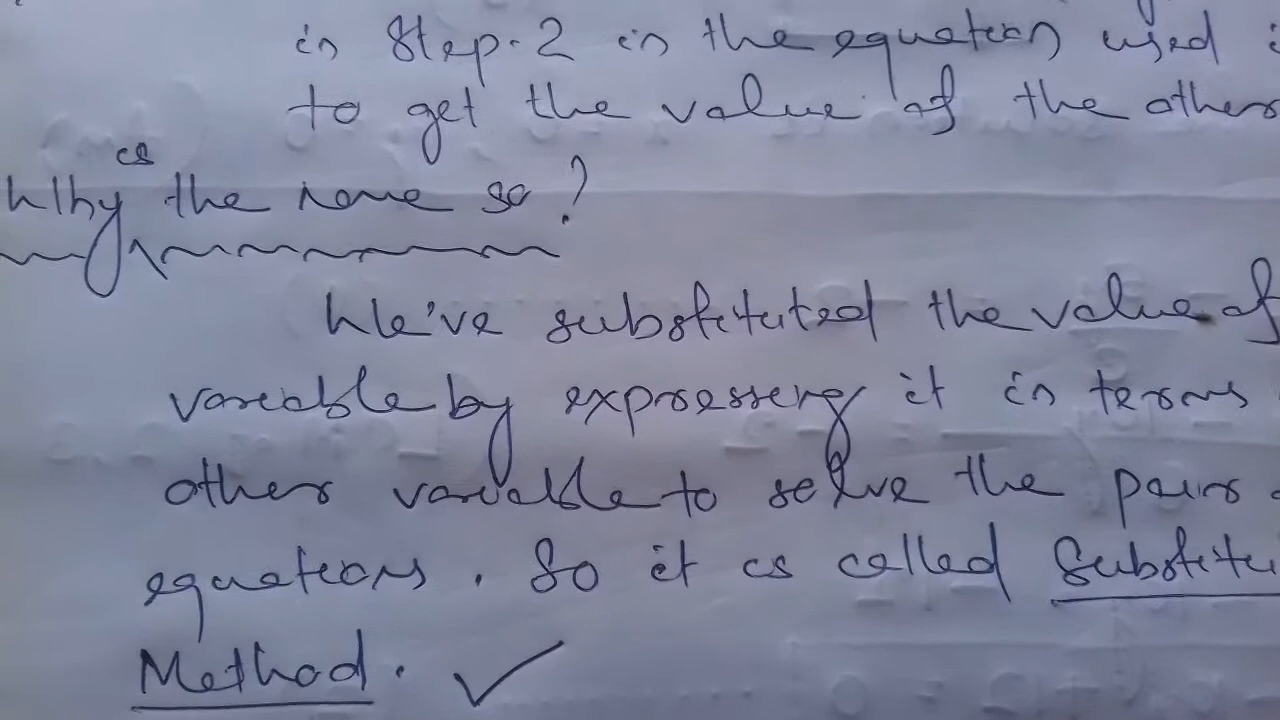 in Step-2 in the equation used
to get the value of the other
Why is the name so?
We've substituted the value of
variable by expressing it in terms
other variable to solve the pair
equations. So it is called Substitu
Method.